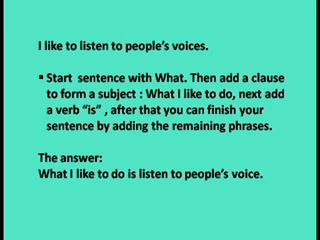 I like to listen to people's voices.
▪ Start sentence with What. Then add a clause
to form a subject : What I like to do, next add
a verb “is” , after that you can finish your
sentence by adding the remaining phrases.
The answer:
What I like to do is listen to people's voice.